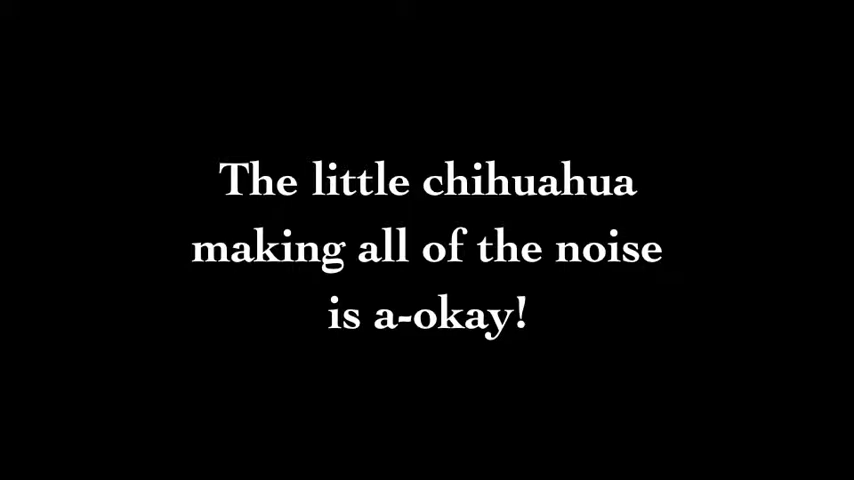 The little chihuahua
making all of the noise
is a-okay!